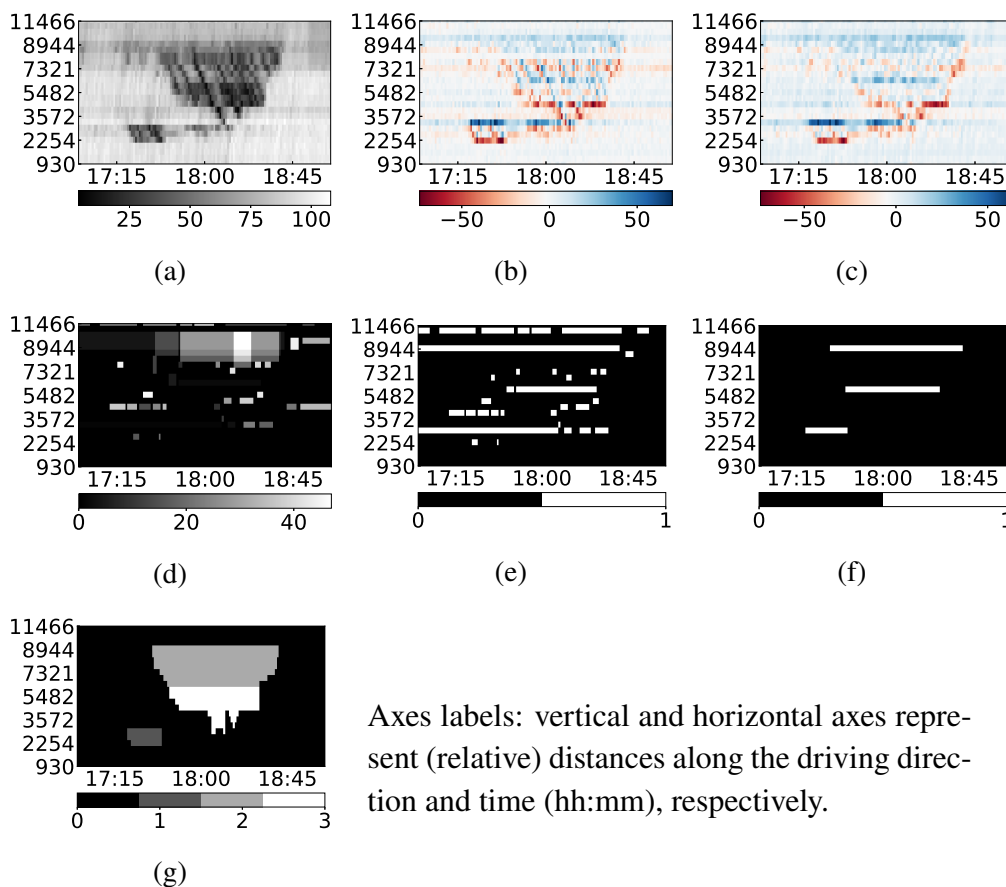 11466
8944
7321
5482
3572
2254
930
17:15 18:00 18:45
25 50 75 100
(a)
11466
8944
7321
5482
3572
2254
930
17:15 18:00 18:45
−50 0 50
(b)
11466
8944
7321
5482
3572
2254
930
17:15 18:00 18:45
−50 0 50
(c)
11466
8944
7321
5482
3572
2254
930
17:15 18:00 18:45
0 20 40
(d)
11466
8944
7321
5482
3572
2254
930
17:15 18:00 18:45
0 1
(e)
11466
8944
7321
5482
3572
2254
930
17:15 18:00 18:45
0 1
(f)
11466
8944
7321
5482
3572
2254
930
17:15 18:00 18:45
0 1 2 3
(g)
Axes labels: vertical and horizontal axes repre-
sent (relative) distances along the driving direc-
tion and time (hh:mm), respectively.